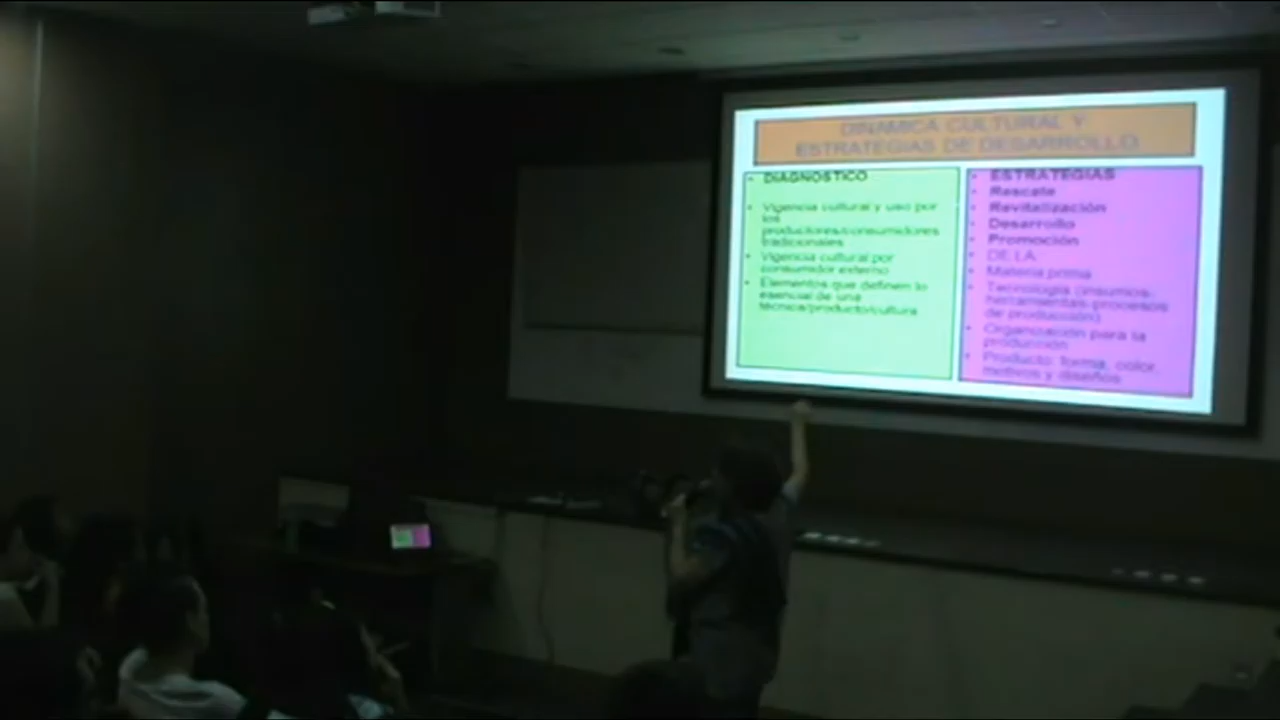 DINAMICA CULTURAL Y
ESTRATEGIAS DE DESARROLLO
• DIAGNOSTICO
• Vigencia cultural y uso por
los
productores/consumidores
tradicionales
• Vigencia cultural por
consumidor externo
• Elementos que definen lo
esencial de una
técnica/producto/cultura
• ESTRATEGIAS
• Rescate
• Revitalización
• Desarrollo
• Promoción
• DE LA:
• Materia prima
• Tecnología (insumos,
herramientas procesos
de producción)
• Organización para la
producción
• Producto: forma, color,
motivos y diseños